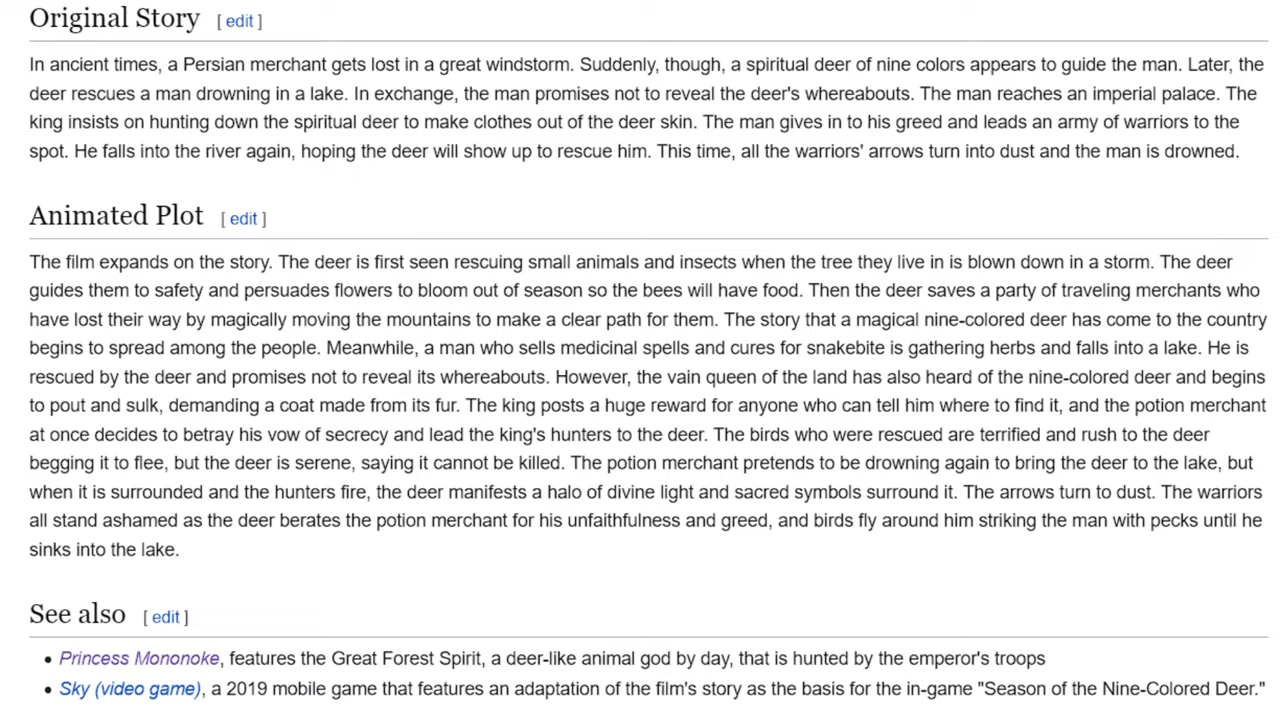 Original Story [ edit ]
In ancient times, a Persian merchant gets lost in a great windstorm. Suddenly, though, a spiritual deer of nine colors appears to guide the man. Later, the
deer rescues a man drowning in a lake. In exchange, the man promises not to reveal the deer's whereabouts. The man reaches an imperial palace. The
king insists on hunting down the spiritual deer to make clothes out of the deer skin. The man gives in to his greed and leads an army of warriors to the
spot. He falls into the river again, hoping the deer will show up to rescue him. This time, all the warriors' arrows turn into dust and the man is drowned.
Animated Plot [ edit ]
The film expands on the story. The deer is first seen rescuing small animals and insects when the tree they live in is blown down in a storm. The deer
guides them to safety and persuades flowers to bloom out of season so the bees will have food. Then the deer saves a party of traveling merchants who
have lost their way by magically moving the mountains to make a clear path for them. The story that a magical nine-colored deer has come to the country
begins to spread among the people. Meanwhile, a man who sells medicinal spells and cures for snakebite is gathering herbs and falls into a lake. He is
rescued by the deer and promises not to reveal its whereabouts. However, the vain queen of the land has also heard of the nine-colored deer and begins
to pout and sulk, demanding a coat made from its fur. The king posts a huge reward for anyone who can tell him where to find it, and the potion merchant
at once decides to betray his vow of secrecy and lead the king's hunters to the deer. The birds who were rescued are terrified and rush to the deer
begging it to flee, but the deer is serene, saying it cannot be killed. The potion merchant pretends to be drowning again to bring the deer to the lake, but
when it is surrounded and the hunters fire, the deer manifests a halo of divine light and sacred symbols surround it. The arrows turn to dust. The warriors
all stand ashamed as the deer berates the potion merchant for his unfaithfulness and greed, and birds fly around him striking the man with pecks until he
sinks into the lake.
See also [ edit ]
• Princess Mononoke, features the Great Forest Spirit, a deer-like animal god by day, that is hunted by the emperor's troops
• Sky (video game), a 2019 mobile game that features an adaptation of the film's story as the basis for the in-game "Season of the Nine-Colored Deer."